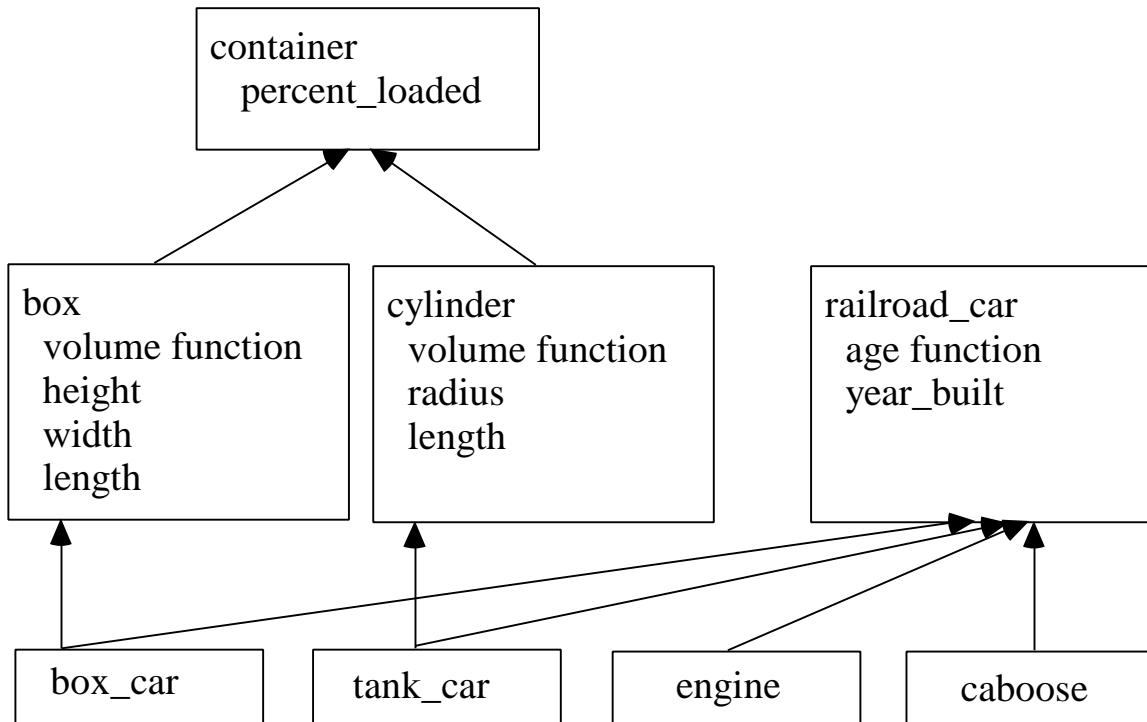 container
percent_loaded
box
volume function
height
width
length
cylinder
volume function
radius
length
railroad_car
age function
year_built
box_car
tank_car
engine
caboose